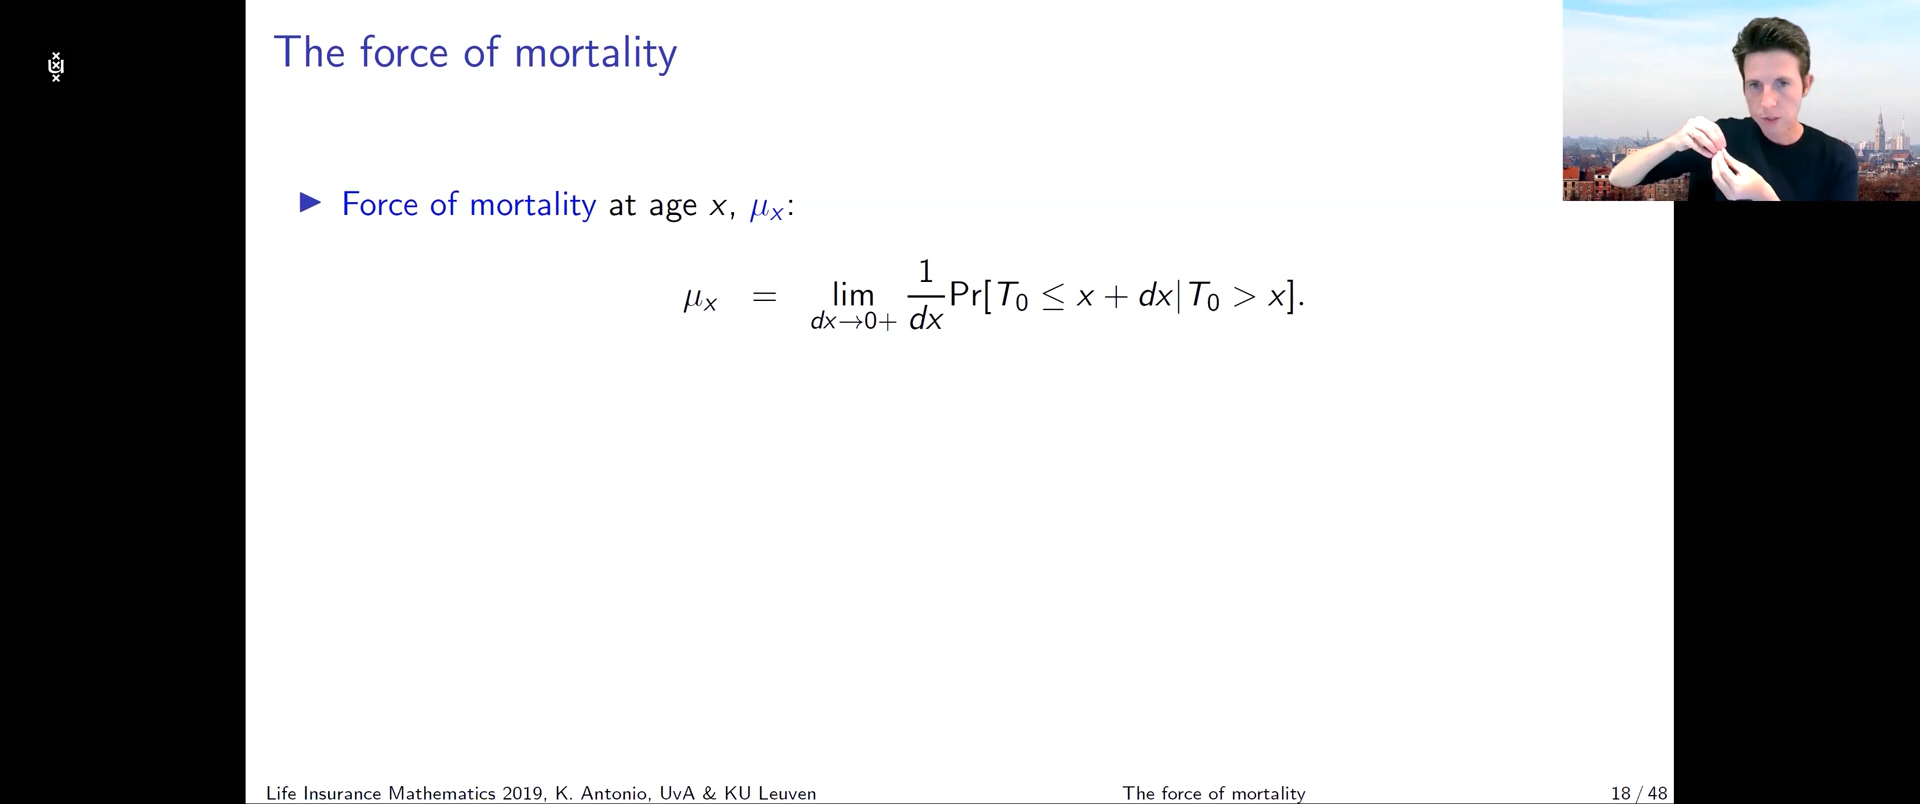 The force of mortality
▶ Force of mortality at age x, μₓ:
μₓ = lim_{dx→0+} 1/dx Pr[T₀ ≤ x + dx|T₀ > x].
Life Insurance Mathematics 2019, K. Antonio, UvA & KU Leuven
The force of mortality
18 / 48